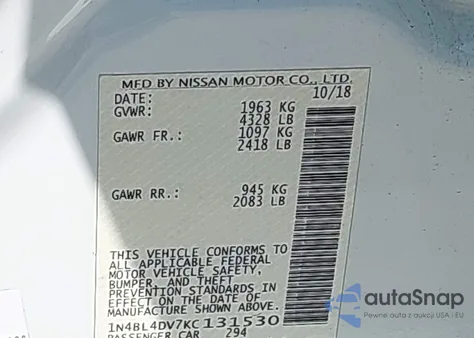 MFD BY NISSAN MOTOR CO., LTD.
DATE: 10/18
GVWR: 1963 KG
4328 LB
GAWR FR.: 1097 KG
2418 LB
GAWR RR.: 945 KG
2083 LB
THIS VEHICLE CONFORMS TO
ALL APPLICABLE FEDERAL
MOTOR VEHICLE SAFETY,
BUMPER, AND THEFT
PREVENTION STANDARDS IN
EFFECT ON THE DATE OF
MANUFACTURE SHOWN ABOVE.
1N4BL4DV7KC131530
PASSENGER CAR 294
autoSnap
Pewne auta z aukcji USA i EU